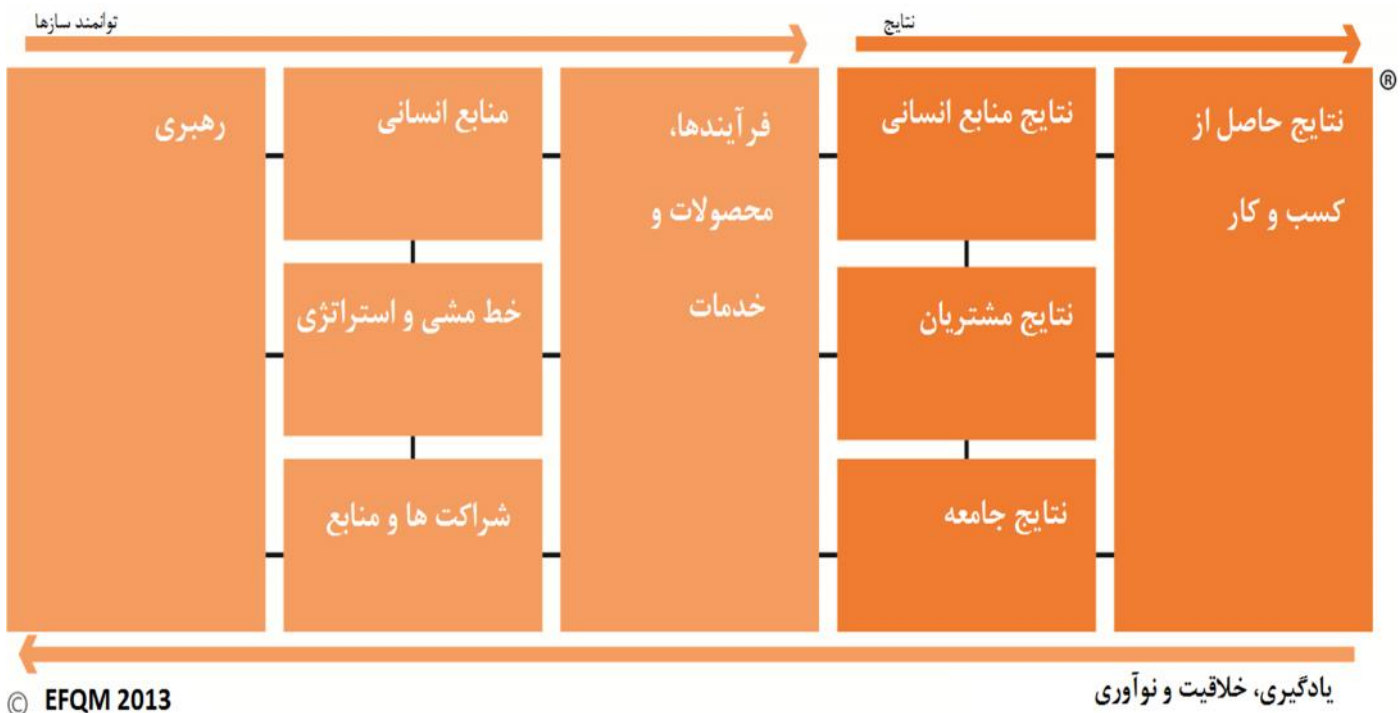 توانمند سازها
نتایج
®
رهبری
منابع انسانی
فرآیندها،
محصولات و
خدمات
نتایج منابع انسانی
نتایج حاصل از
کسب و کار
خط مشی و استراتژی
نتایج مشتریان
شراکت ها و منابع
نتایج جامعه
یادگیری، خلاقیت و نوآوری
© EFQM 2013